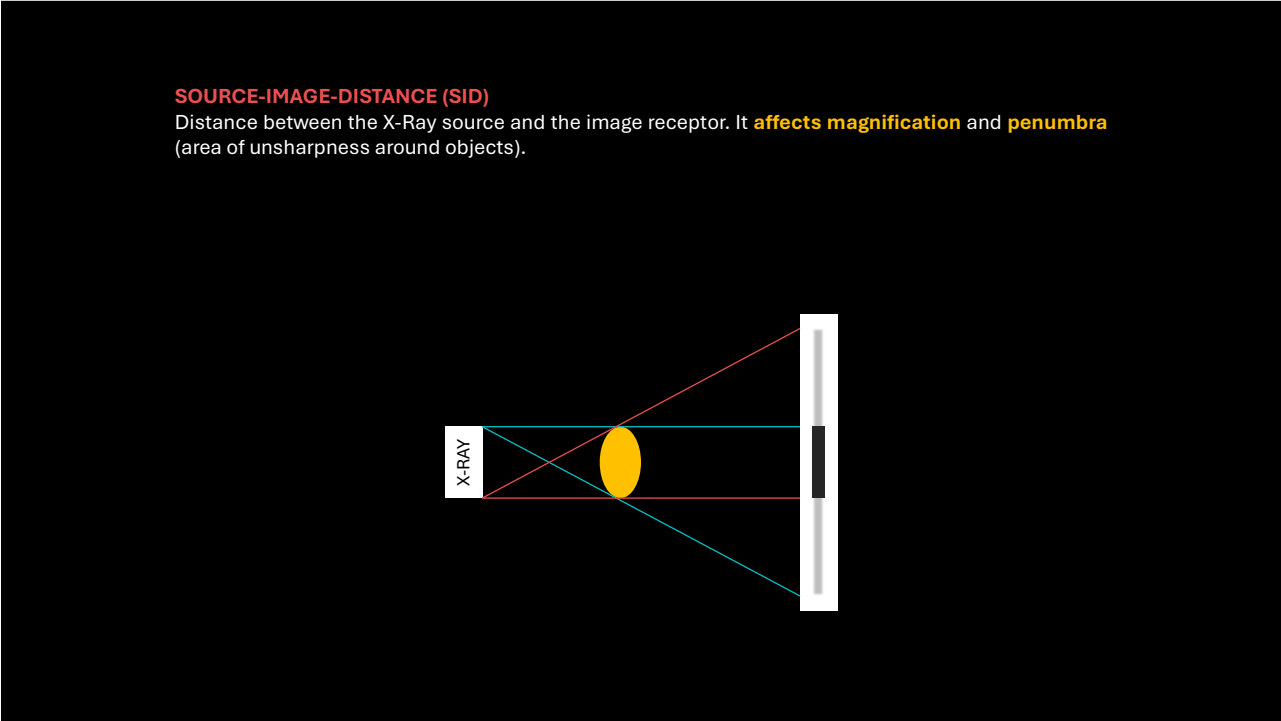 SOURCE-IMAGE-DISTANCE (SID)
Distance between the X-Ray source and the image receptor. It affects magnification and penumbra
(area of unsharpness around objects).
X-RAY